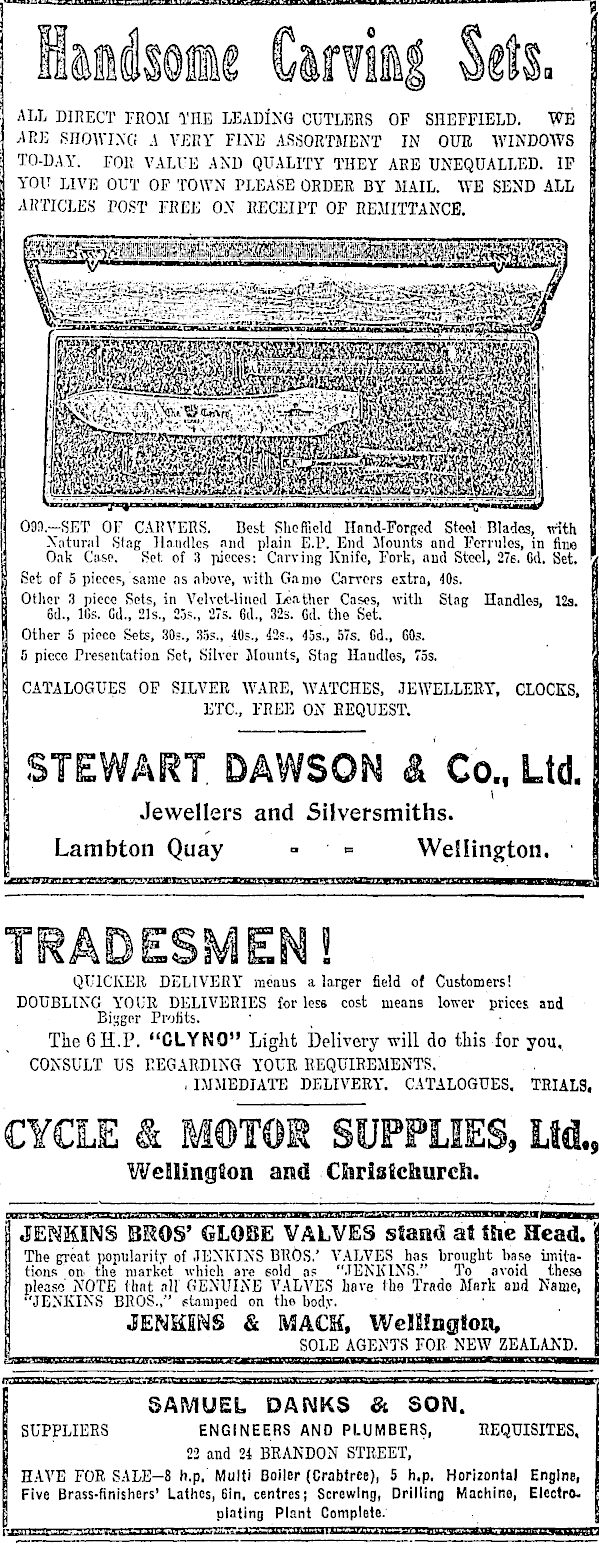 Handsome Carving Sets.
ALL DIRECT FROM THE LEADING CUTLERS OF SHEFFIELD. WE
ARE SHOWING A VERY FINE ASSORTMENT IN OUR WINDOWS
TO-DAY. FOR VALUE AND QUALITY THEY ARE UNEQUALLED. IF
YOU LIVE OUT OF TOWN PLEASE ORDER BY MAIL. WE SEND ALL
ARTICLES POST FREE ON RECEIPT OF REMITTANCE.
The
O99.—SET OF CARVERS. Best Sheffield Hand-Forged Steel Blades, with
Natural Stag Handles and plain E.P. End Mounts and Ferrules, in fine
Oak Case. Set of 3 pieces: Carving Knife, Fork, and Steel, 27s. 6d. Set.
Set of 5 pieces, same as above, with Game Carvers extra, 40s.
Other 3 piece Sets, in Velvet-lined Leather Cases, with Stag Handles, 12s.
6d., 16s. 6d., 21s., 25s., 27s. 6d., 32s. 6d. the Set.
Other 5 piece Sets, 30s., 35s., 40s., 42s., 45s., 57s. 6d., 60s.
5 piece Presentation Set, Silver Mounts, Stag Handles, 75s.
CATALOGUES OF SILVER WARE, WATCHES, JEWELLERY, CLOCKS,
ETC., FREE ON REQUEST.
STEWART DAWSON & Co., Ltd.
Jewellers and Silversmiths.
Lambton Quay - - Wellington.
TRADESMEN!
QUICKER DELIVERY means a larger field of Customers!
DOUBLING YOUR DELIVERIES for less cost means lower prices and
Bigger Profits.
The 6 H.P. "CLYNO" Light Delivery will do this for you.
CONSULT US REGARDING YOUR REQUIREMENTS.
IMMEDIATE DELIVERY. CATALOGUES. TRIALS.
CYCLE & MOTOR SUPPLIES, Ltd.,
Wellington and Christchurch.
JENKINS BROS' GLOBE VALVES stand at the Head.
The great popularity of JENKINS BROS.' VALVES has brought base imita-
tions on the market which are sold as "JENKINS." To avoid these
please NOTE that all GENUINE VALVES have the Trade Mark and Name,
"JENKINS BROS.," stamped on the body.
JENKINS & MACK, Wellington,
SOLE AGENTS FOR NEW ZEALAND.
SAMUEL DANKS & SON.
SUPPLIERS ENGINEERS AND PLUMBERS, REQUISITES,
22 and 24 BRANDON STREET,
HAVE FOR SALE—8 h.p. Multi Boiler (Crabtree), 5 h.p. Horizontal Engine,
Five Brass-finishers' Lathes, 6in. centres; Screwing, Drilling Machine, Electro-
plating Plant Complete.